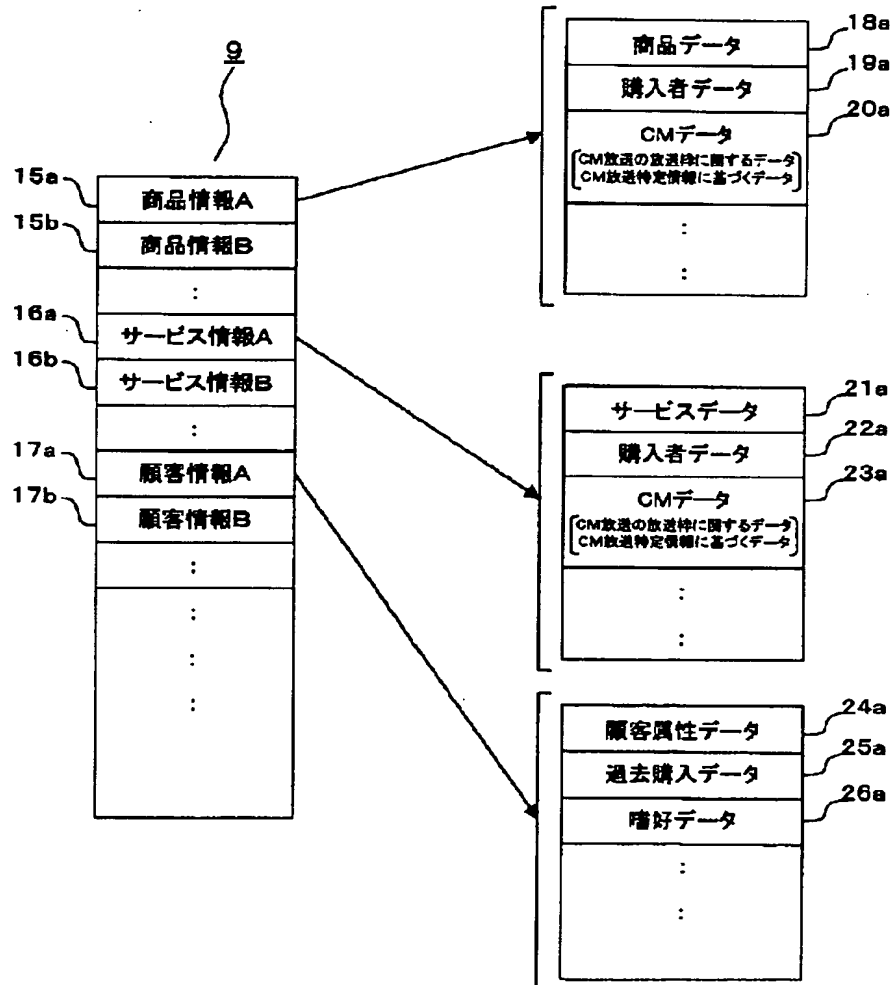 9
15a
商品情報A
15b
商品情報B
:
16a
サービス情報A
16b
サービス情報B
:
17a
顧客情報A
17b
顧客情報B
:
:
:
:
商品データ
18a
購入者データ
19a
CMデータ
20a
CM放送の放送枠に関するデータ
CM放送特定情報に基づくデータ
:
:
サービスデータ
21a
購入者データ
22a
CMデータ
23a
CM放送の放送枠に関するデータ
CM放送特定情報に基づくデータ
:
:
顧客属性データ
24a
過去購入データ
25a
嗜好データ
26a
:
: